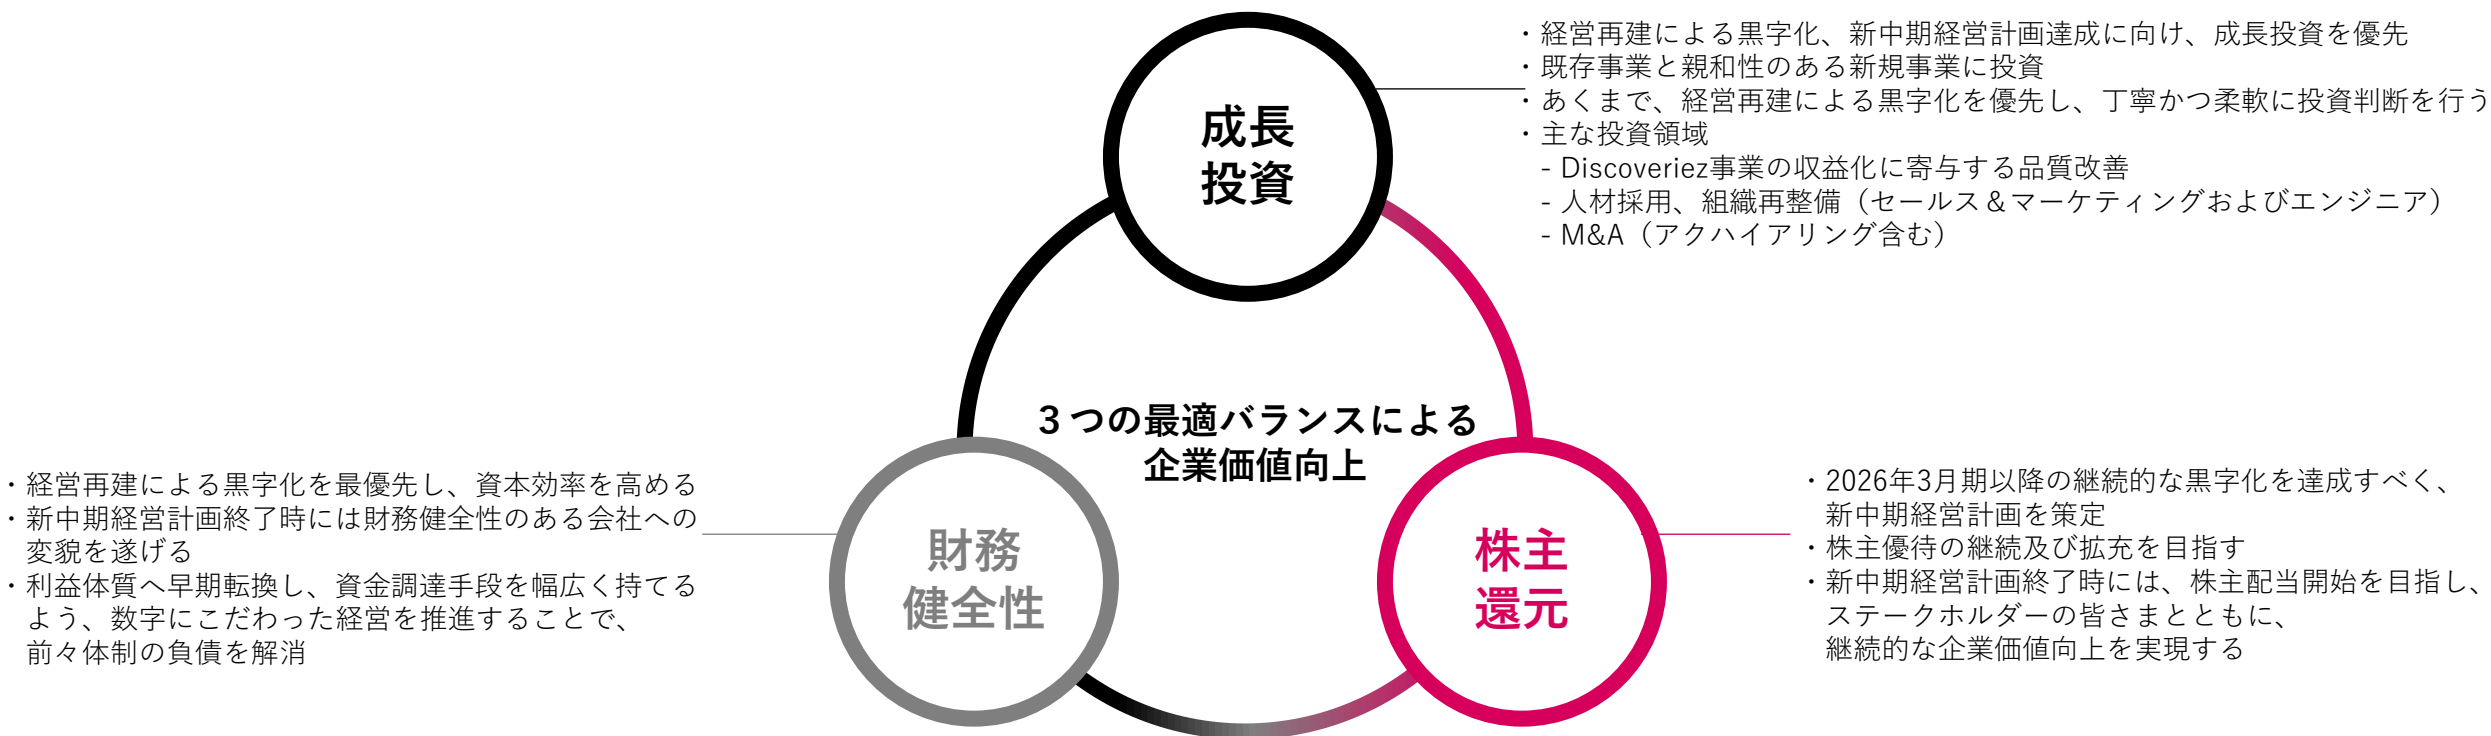 成長
投資
・経営再建による黒字化、新中期経営計画達成に向け、成長投資を優先
・既存事業と親和性のある新規事業に投資
・あくまで、経営再建による黒字化を優先し、丁寧かつ柔軟に投資判断を行う
・主な投資領域
- Discoveriez事業の収益化に寄与する品質改善
- 人材採用、組織再整備（セールス＆マーケティングおよびエンジニア）
- M&A（アクハイアリング含む）
３つの最適バランスによる
企業価値向上
・経営再建による黒字化を最優先し、資本効率を高める
・新中期経営計画終了時には財務健全性のある会社への
変貌を遂げる
・利益体質へ早期転換し、資金調達手段を幅広く持てる
よう、数字にこだわった経営を推進することで、
前々体制の負債を解消
財務
健全性
株主
還元
・2026年3月期以降の継続的な黒字化を達成すべく、
新中期経営計画を策定
・株主優待の継続及び拡充を目指す
・新中期経営計画終了時には、株主配当開始を目指し、
ステークホルダーの皆さまとともに、
継続的な企業価値向上を実現する